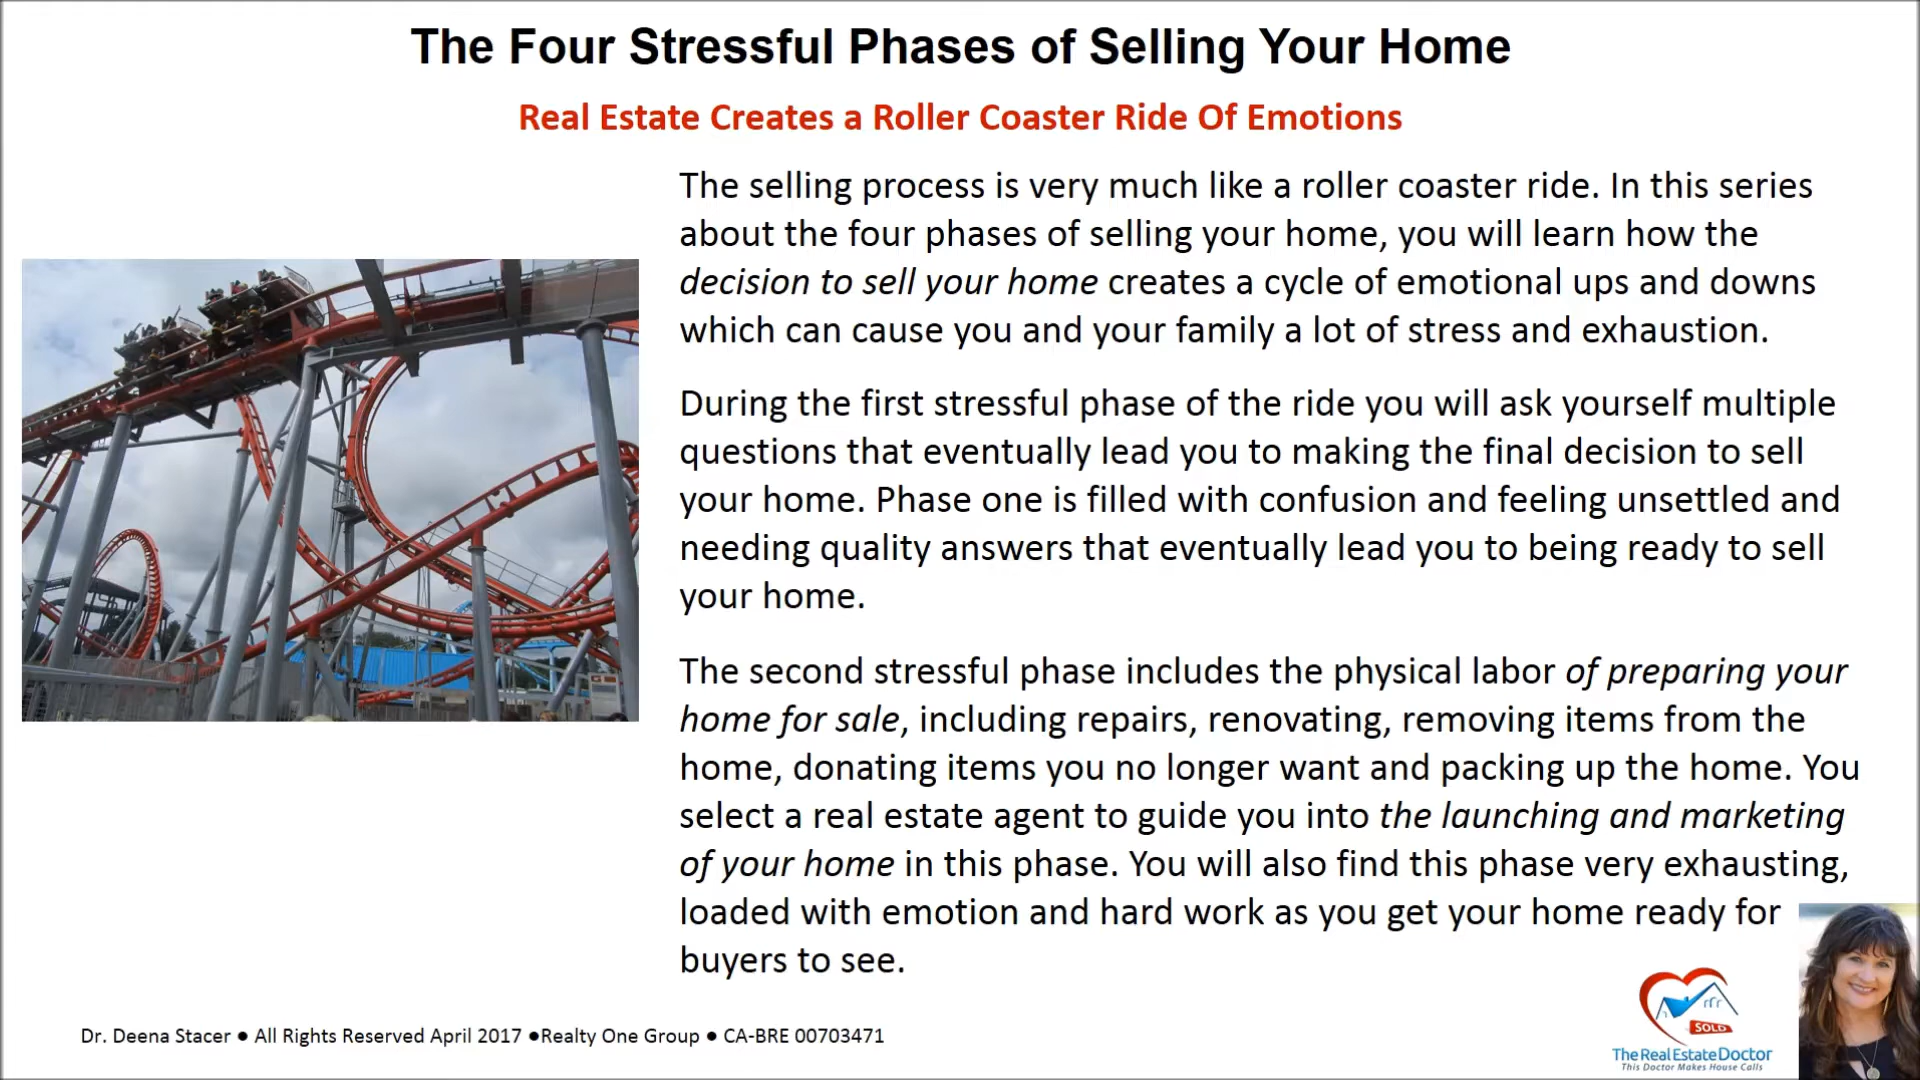 The Four Stressful Phases of Selling Your Home
Real Estate Creates a Roller Coaster Ride Of Emotions
The selling process is very much like a roller coaster ride. In this series
about the four phases of selling your home, you will learn how the
decision to sell your home creates a cycle of emotional ups and downs
which can cause you and your family a lot of stress and exhaustion.
During the first stressful phase of the ride you will ask yourself multiple
questions that eventually lead you to making the final decision to sell
your home. Phase one is filled with confusion and feeling unsettled and
needing quality answers that eventually lead you to being ready to sell
your home.
The second stressful phase includes the physical labor of preparing your
home for sale, including repairs, renovating, removing items from the
home, donating items you no longer want and packing up the home. You
select a real estate agent to guide you into the launching and marketing
of your home in this phase. You will also find this phase very exhausting,
loaded with emotion and hard work as you get your home ready for
buyers to see.
SOLD
TheRealEstateDoctor
This Doctor Makes House Calls
Dr. Deena Stacer ● All Rights Reserved April 2017 ●Realty One Group ● CA-BRE 00703471